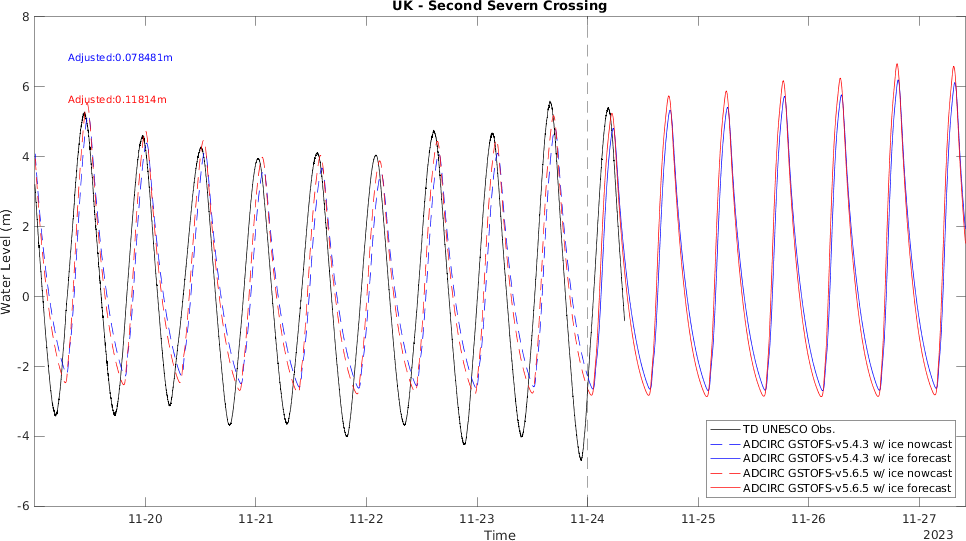 UK - Second Severn Crossing
Adjusted:0.078481m
Adjusted:0.11814m
Water Level (m)
8
6
4
2
0
-2
-4
-6
TD UNESCO Obs.
ADCIRC GSTOFS-v5.4.3 w/ ice nowcast
ADCIRC GSTOFS-v5.4.3 w/ ice forecast
ADCIRC GSTOFS-v5.6.5 w/ ice nowcast
ADCIRC GSTOFS-v5.6.5 w/ ice forecast
11-20 11-21 11-22 11-23 11-24 11-25 11-26 11-27
Time
2023